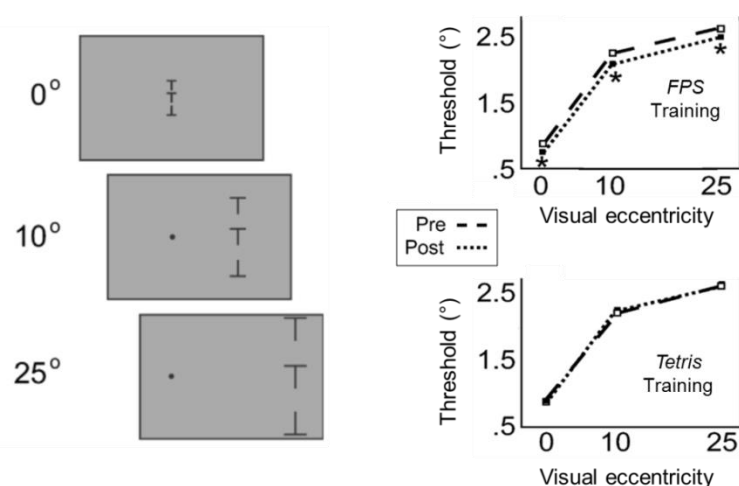 0°
10°
25°
T
T
T
T
T
T
T
T
T
Threshold (°)
2.5
1.5
.5
FPS
Training
* * *
0 10 25
Visual eccentricity
Pre
Post
Threshold (°)
2.5
1.5
.5
Tetris
Training
0 10 25
Visual eccentricity